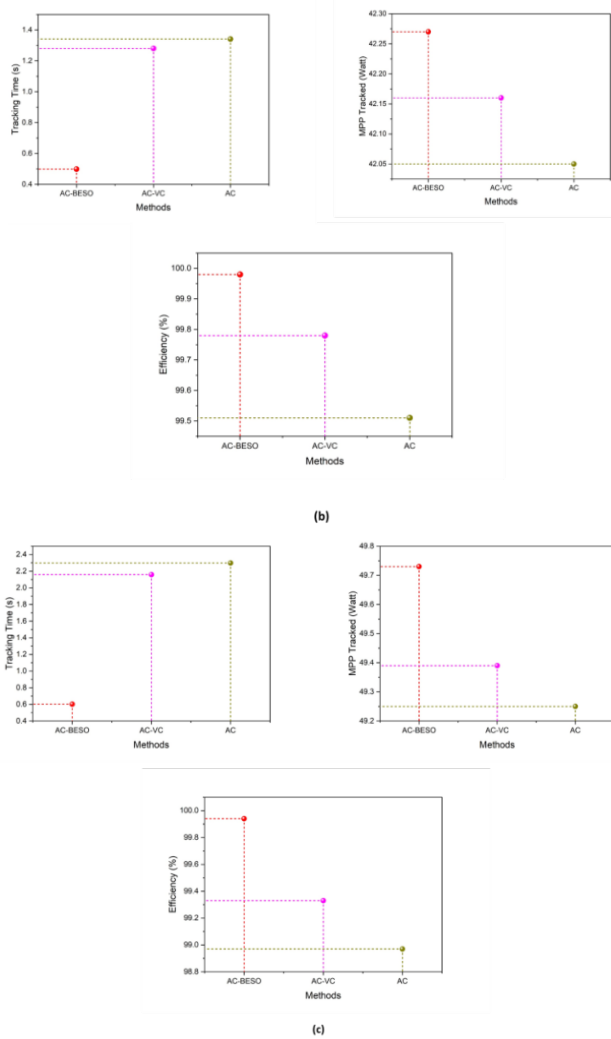 Tracking Time (s)
1.4
1.2
1.0
0.8
0.6
0.4
AC-BESO AC-VC AC
Methods
MPP Tracked (Watt)
42.30
42.25
42.20
42.15
42.10
42.05
AC-BESO AC-VC AC
Methods
Efficiency (%)
100.0
99.9
99.8
99.7
99.6
99.5
AC-BESO AC-VC AC
Methods
(b)
Tracking Time (s)
2.4
2.2
2.0
1.8
1.6
1.4
1.2
1.0
0.8
0.6
0.4
AC-BESO AC-VC AC
Methods
MPP Tracked (Watt)
49.8
49.7
49.6
49.5
49.4
49.3
49.2
AC-BESO AC-VC AC
Methods
Efficiency (%)
100.0
99.8
99.6
99.4
99.2
99.0
98.8
AC-BESO AC-VC AC
Methods
(c)